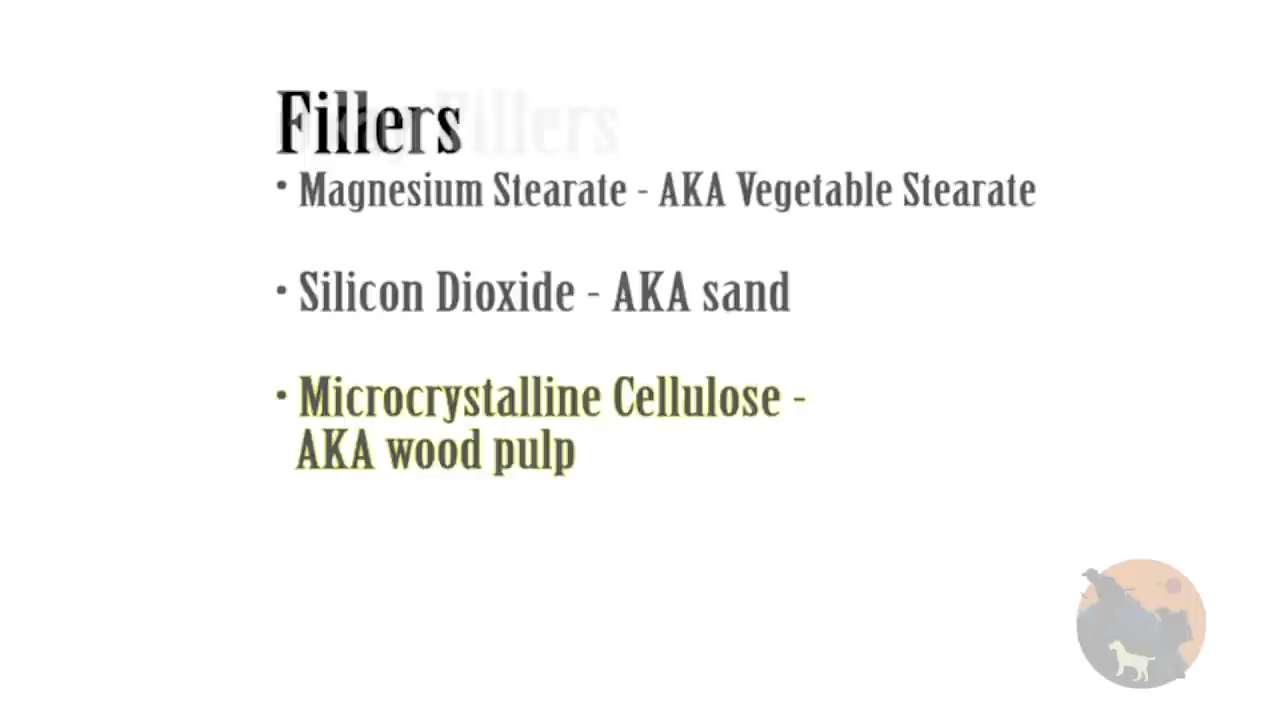 Fillers
• Magnesium Stearate - AKA Vegetable Stearate
• Silicon Dioxide - AKA sand
• Microcrystalline Cellulose -
AKA wood pulp